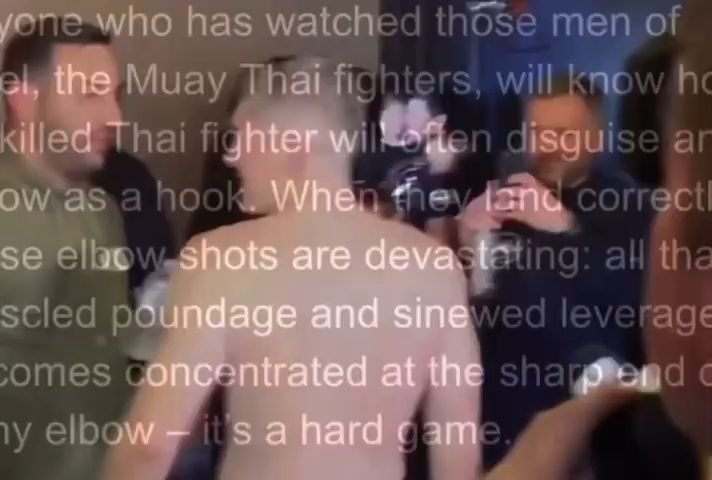 yone who has watched those men of
el, the Muay Thai fighters, will know ho
killed Thai fighter will often disguise an
ow as a hook. When they land correctl
se elbow shots are devastating: all tha
scled poundage and sinewed leverage
comes concentrated at the sharp end o
ny elbow – it's a hard game.